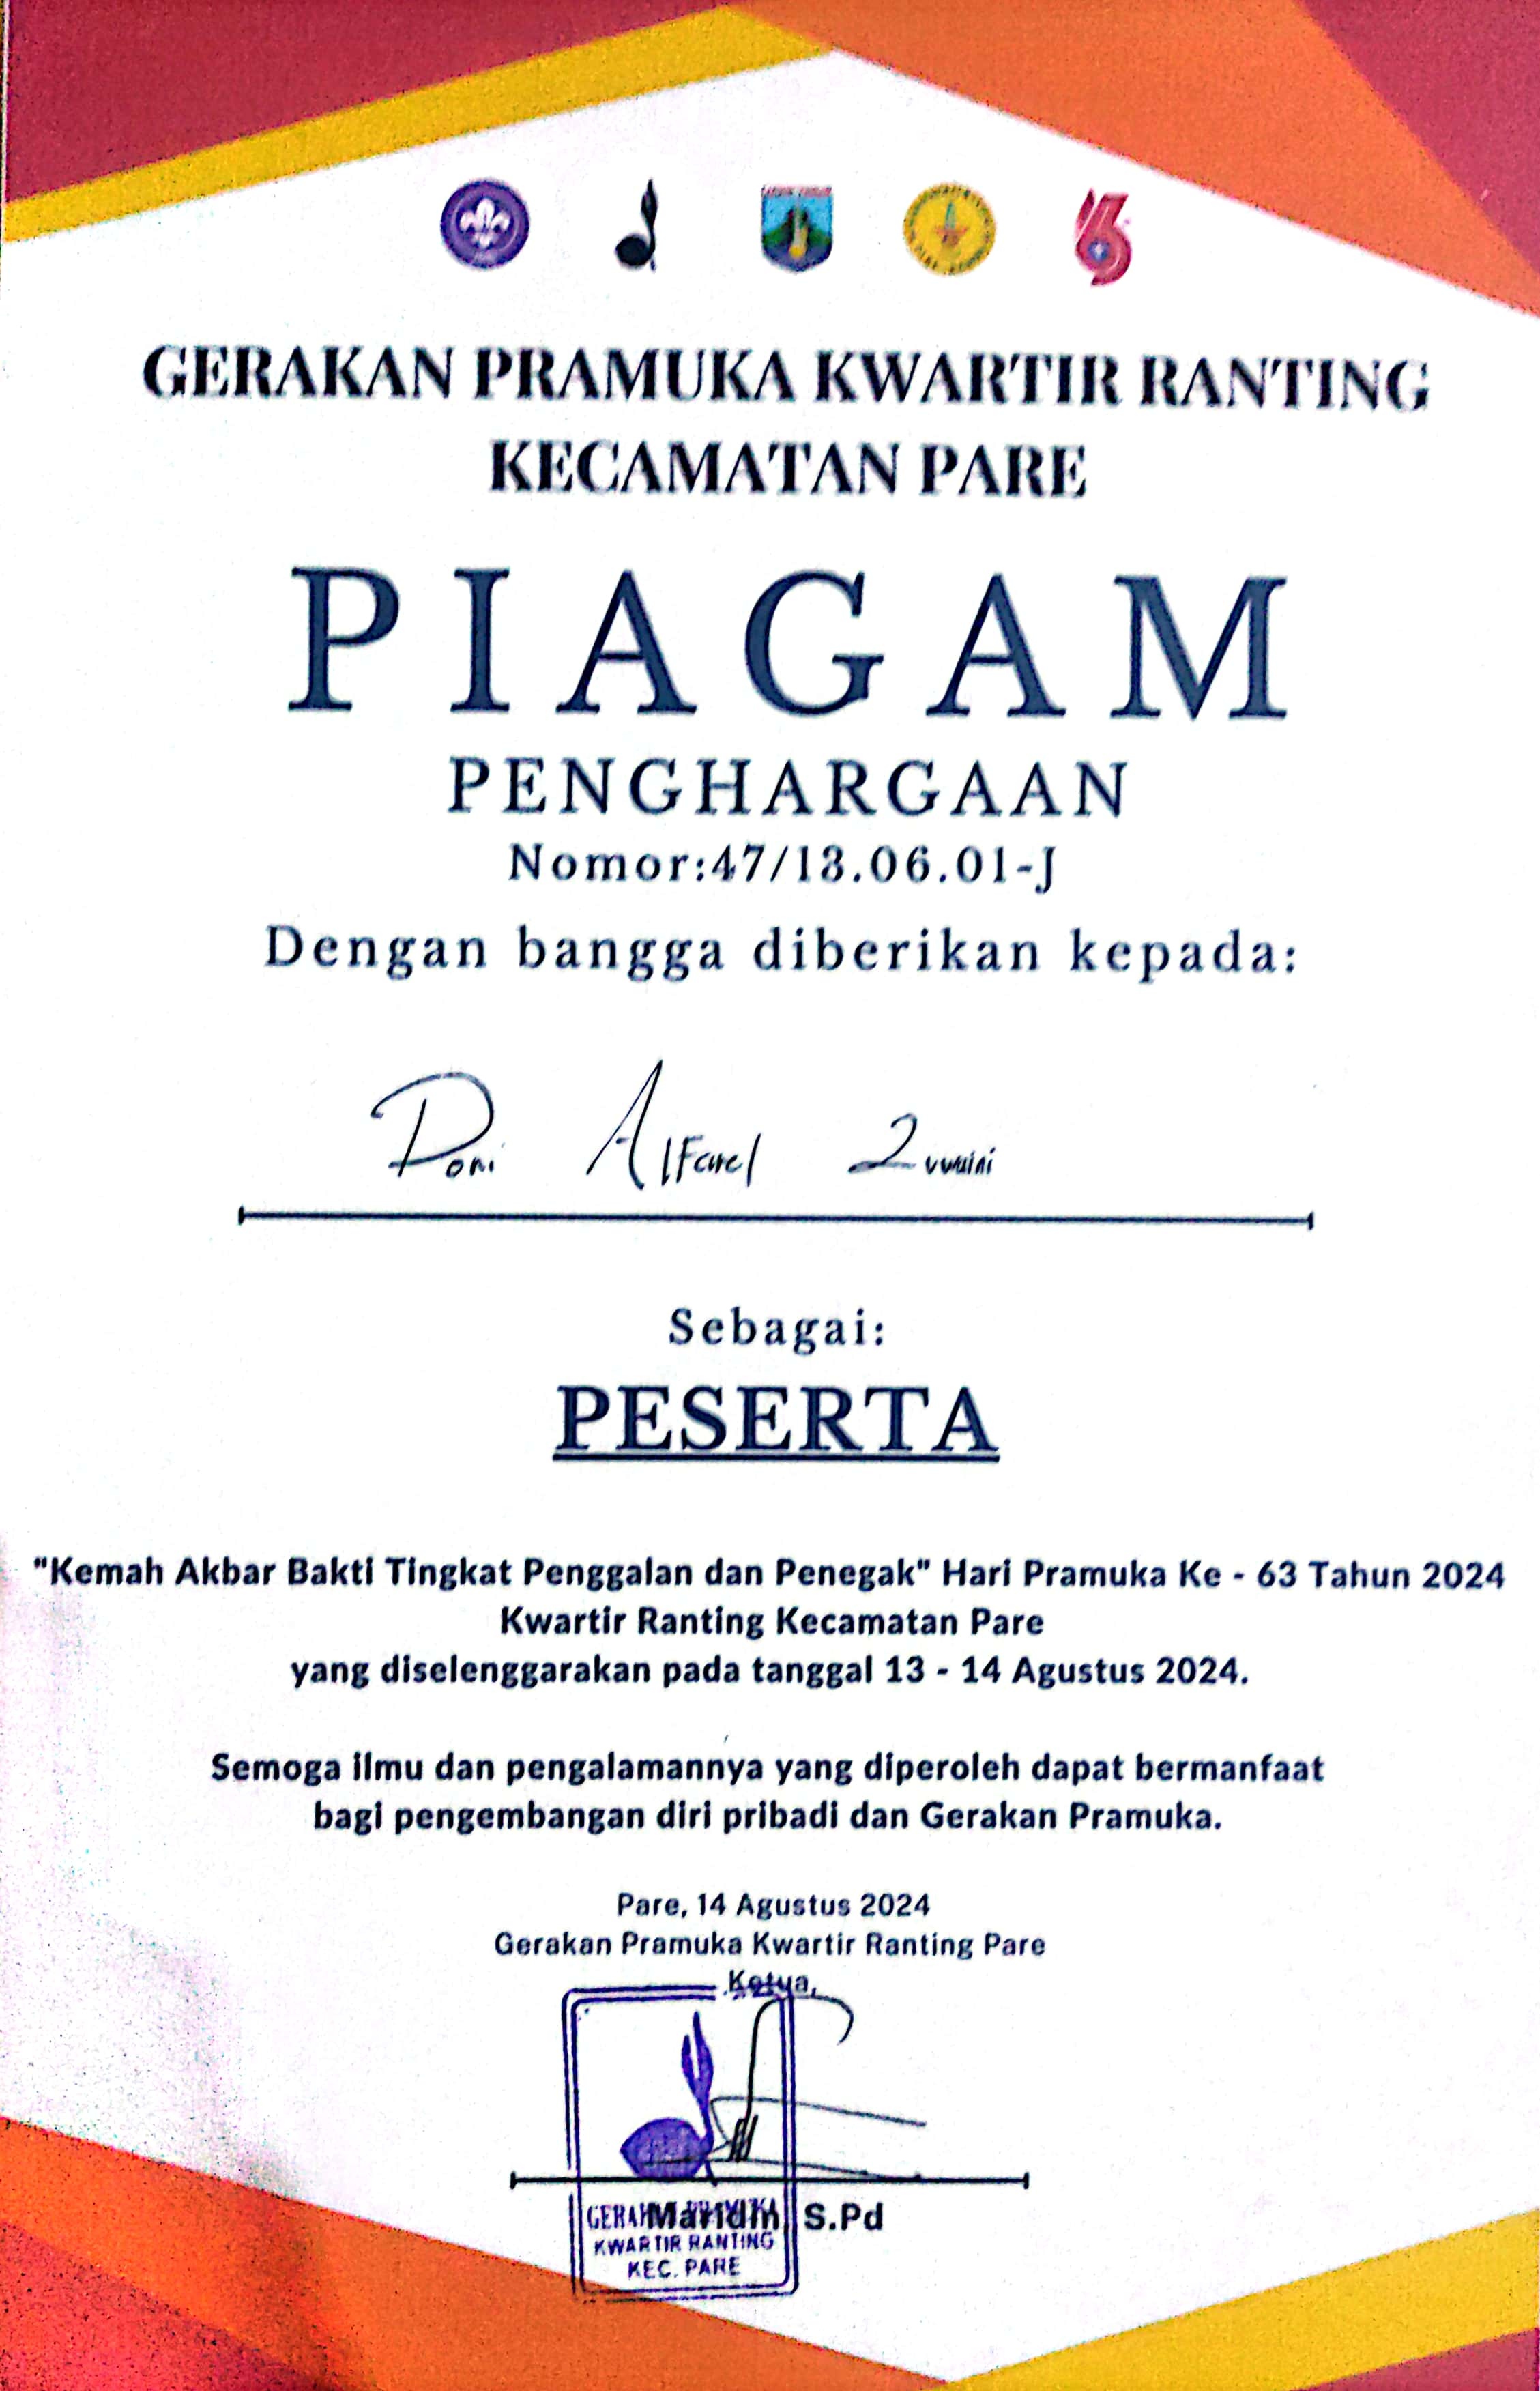 GERAKAN PRAMUKA KWARTIR RANTING
KECAMATAN PARE
PIAGAM
PENGHARGAAN
Nomor:47/13.06.01-J
Dengan bangga diberikan kepada:
Doni Alfarel Zuwaini
Sebagai:
PESERTA
"Kemah Akbar Bakti Tingkat Penggalan dan Penegak" Hari Pramuka Ke - 63 Tahun 2024
Kwartir Ranting Kecamatan Pare
yang diselenggarakan pada tanggal 13 - 14 Agustus 2024.
Semoga ilmu dan pengalamannya yang diperoleh dapat bermanfaat
bagi pengembangan diri pribadi dan Gerakan Pramuka.
Pare, 14 Agustus 2024
Gerakan Pramuka Kwartir Ranting Pare
Ketua,
Maridin, S.Pd
GERAKAN PRAMUKA
KWARTIR RANTING
KEC. PARE